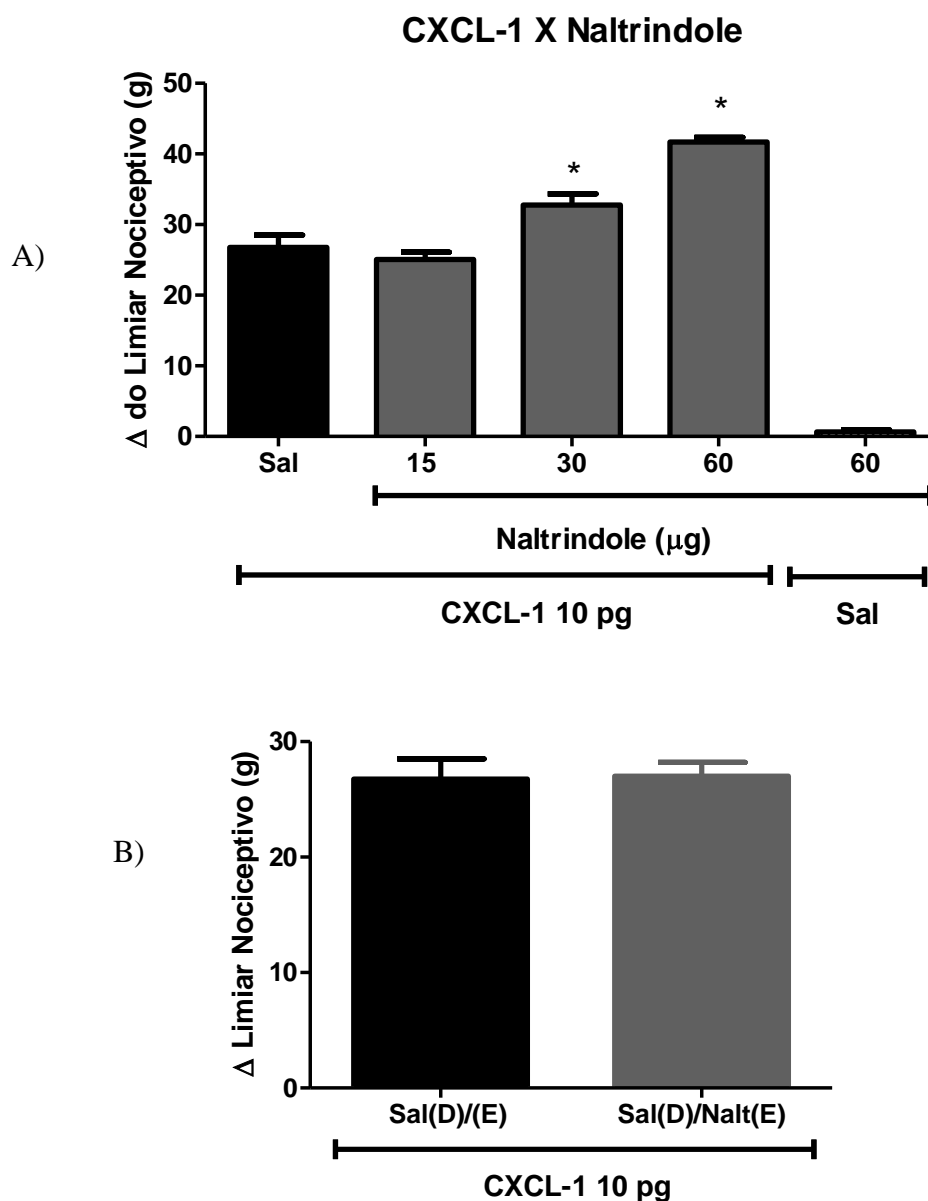 CXCL-1 X Naltrindole
A)
Δ do Limiar Nociceptivo (g)
50
40
30
20
10
0
*
*
Sal
15
30
60
60
Naltrindole (µg)
CXCL-1 10 pg
Sal
B)
Δ Limiar Nociceptivo (g)
30
20
10
0
Sal(D)/(E)
Sal(D)/Nalt(E)
CXCL-1 10 pg